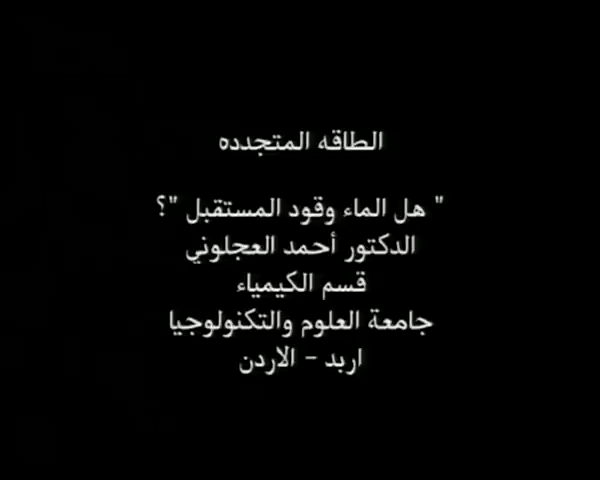 الطاقه المتجدده
" هل الماء وقود المستقبل "؟
الدكتور أحمد العجلوني
قسم الكيمياء
جامعة العلوم والتكنولوجيا
اربد - الاردن